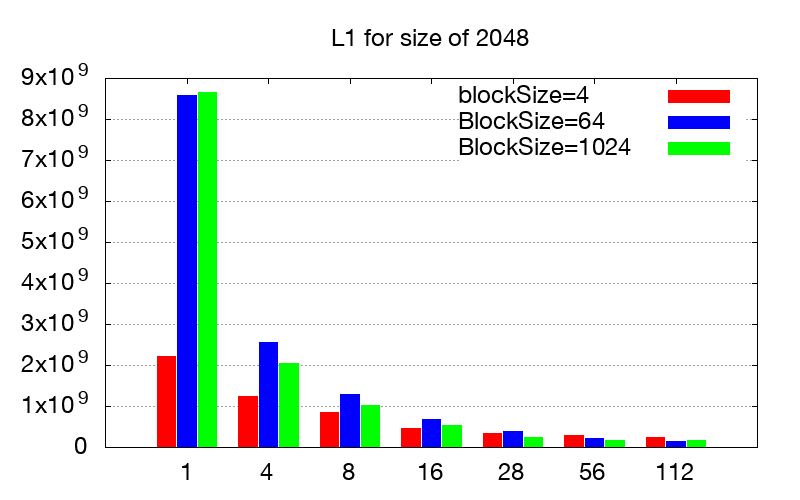 L1 for size of 2048
9x10^9
8x10^9
7x10^9
6x10^9
5x10^9
4x10^9
3x10^9
2x10^9
1x10^9
0
blockSize=4
BlockSize=64
BlockSize=1024
1 4 8 16 28 56 112